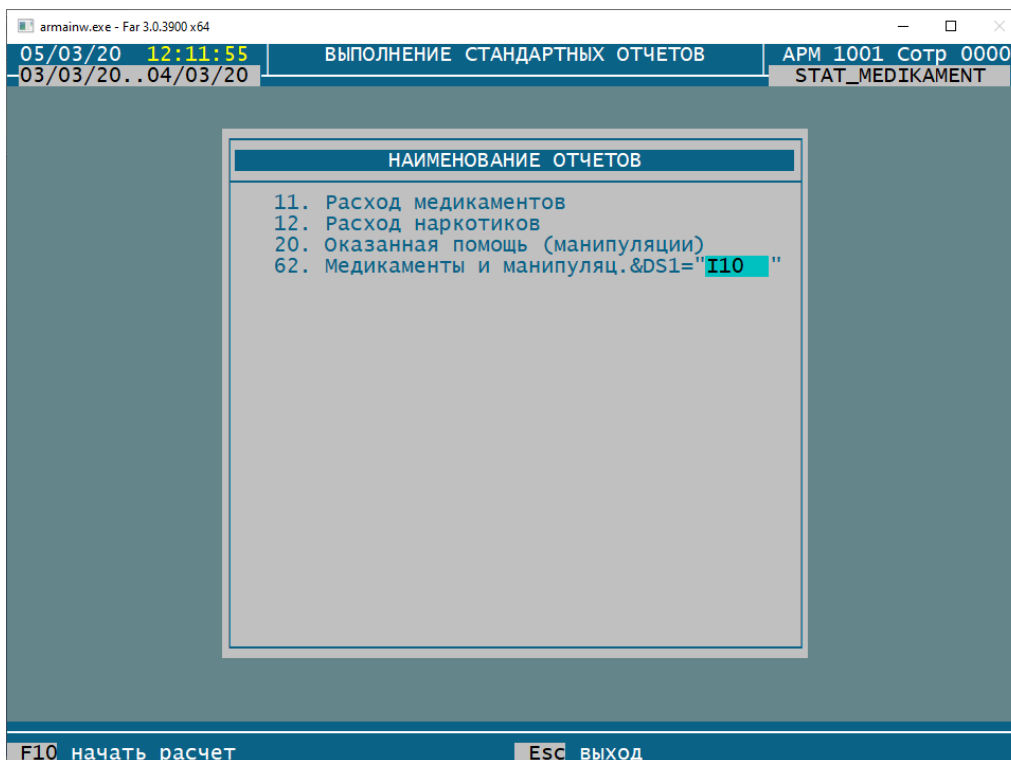 armainw.exe - Far 3.0.3900 x64
05/03/20 12:11:55 ВЫПОЛНЕНИЕ СТАНДАРТНЫХ ОТЧЕТОВ АРМ 1001 Сотр 0000
03/03/20..04/03/20 STAT_MEDIKAMENT
НАИМЕНОВАНИЕ ОТЧЕТОВ
11. Расход медикаментов
12. Расход наркотиков
20. Оказанная помощь (манипуляции)
62. Медикаменты и манипуляц.&DS1="I10 "
F10 начать расчет Esc выход